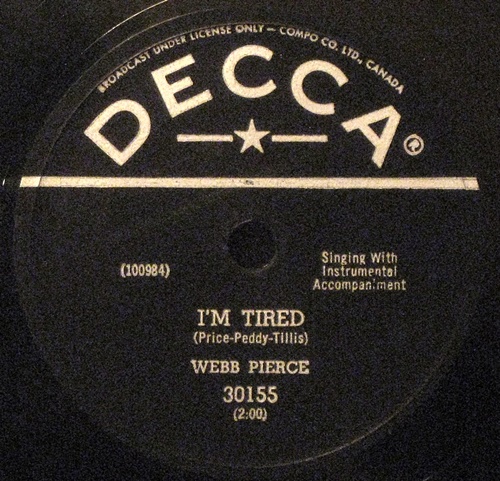 BROADCAST UNDER LICENSE ONLY — COMPO CO. LTD., CANADA
DECCA®
(100984)
Singing With
Instrumental
Accompaniment
I'M TIRED
(Price-Peddy-Tillis)
WEBB PIERCE
30155
(2:00)